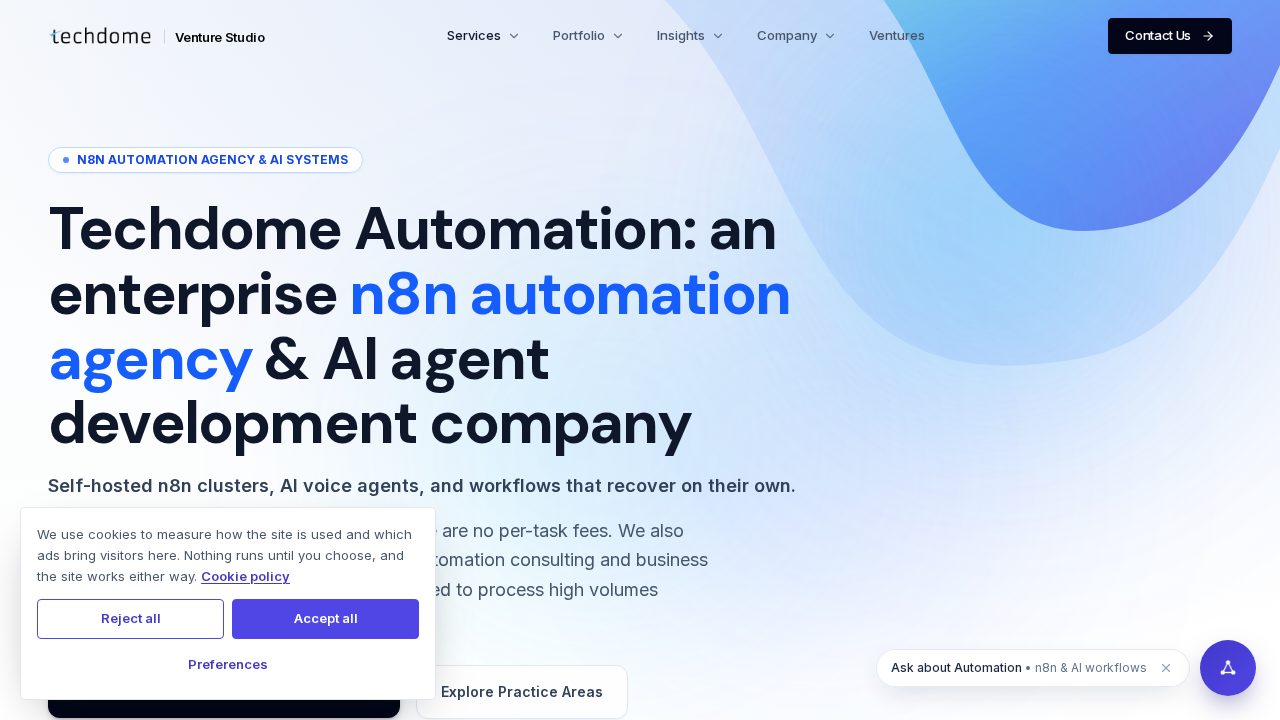 techdome
Venture Studio
Services
Portfolio
Insights
Company
Ventures
Contact Us
N8N AUTOMATION AGENCY & AI SYSTEMS
Techdome Automation: an
enterprise n8n automation
agency & AI agent
development company
Self-hosted n8n clusters, AI voice agents, and workflows that recover on their own.
are no per-task fees. We also
automation consulting and business
to process high volumes
We use cookies to measure how the site is used and which
ads bring visitors here. Nothing runs until you choose, and
the site works either way. Cookie policy
Reject all
Accept all
Preferences
Explore Practice Areas
Ask about Automation • n8n & AI workflows